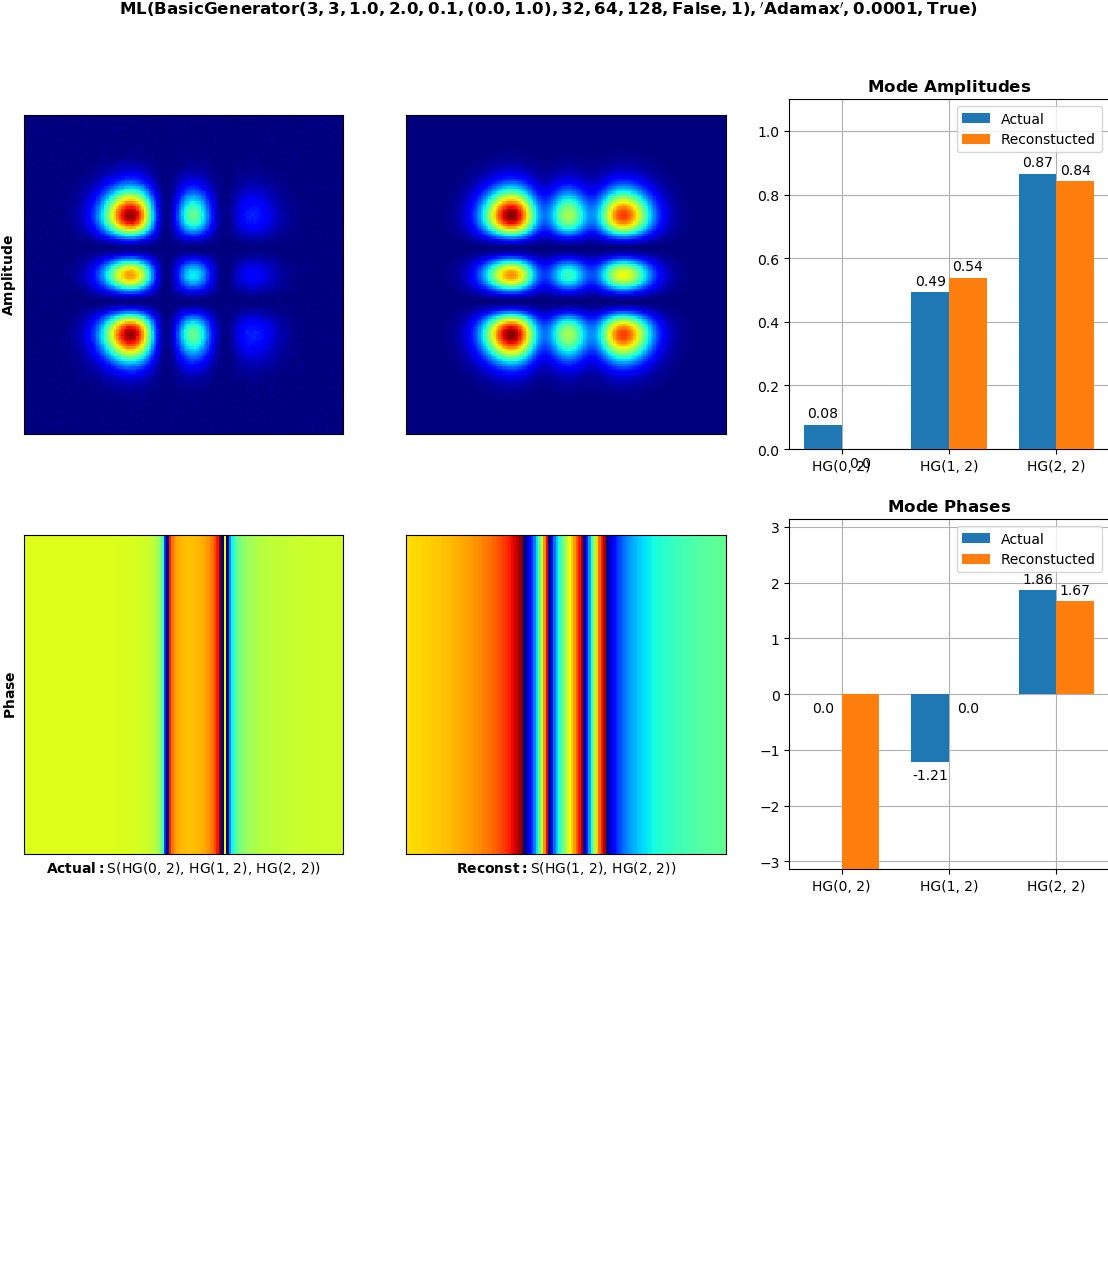 ML(BasicGenerator(3, 3, 1.0, 2.0, 0.1, (0.0, 1.0), 32, 64, 128, False, 1), 'Adamax', 0.0001, True)
Amplitude
Mode Amplitudes
Actual
Reconstucted
1.0
0.8
0.6
0.4
0.2
0.0
0.08
0.0
0.49
0.54
0.87
0.84
HG(0, 2)
HG(1, 2)
HG(2, 2)
Phase
Actual: S(HG(0, 2), HG(1, 2), HG(2, 2))
Reconst: S(HG(1, 2), HG(2, 2))
Mode Phases
Actual
Reconstucted
3
2
1
0
−1
−2
−3
0.0
-1.21
0.0
1.86
1.67
HG(0, 2)
HG(1, 2)
HG(2, 2)